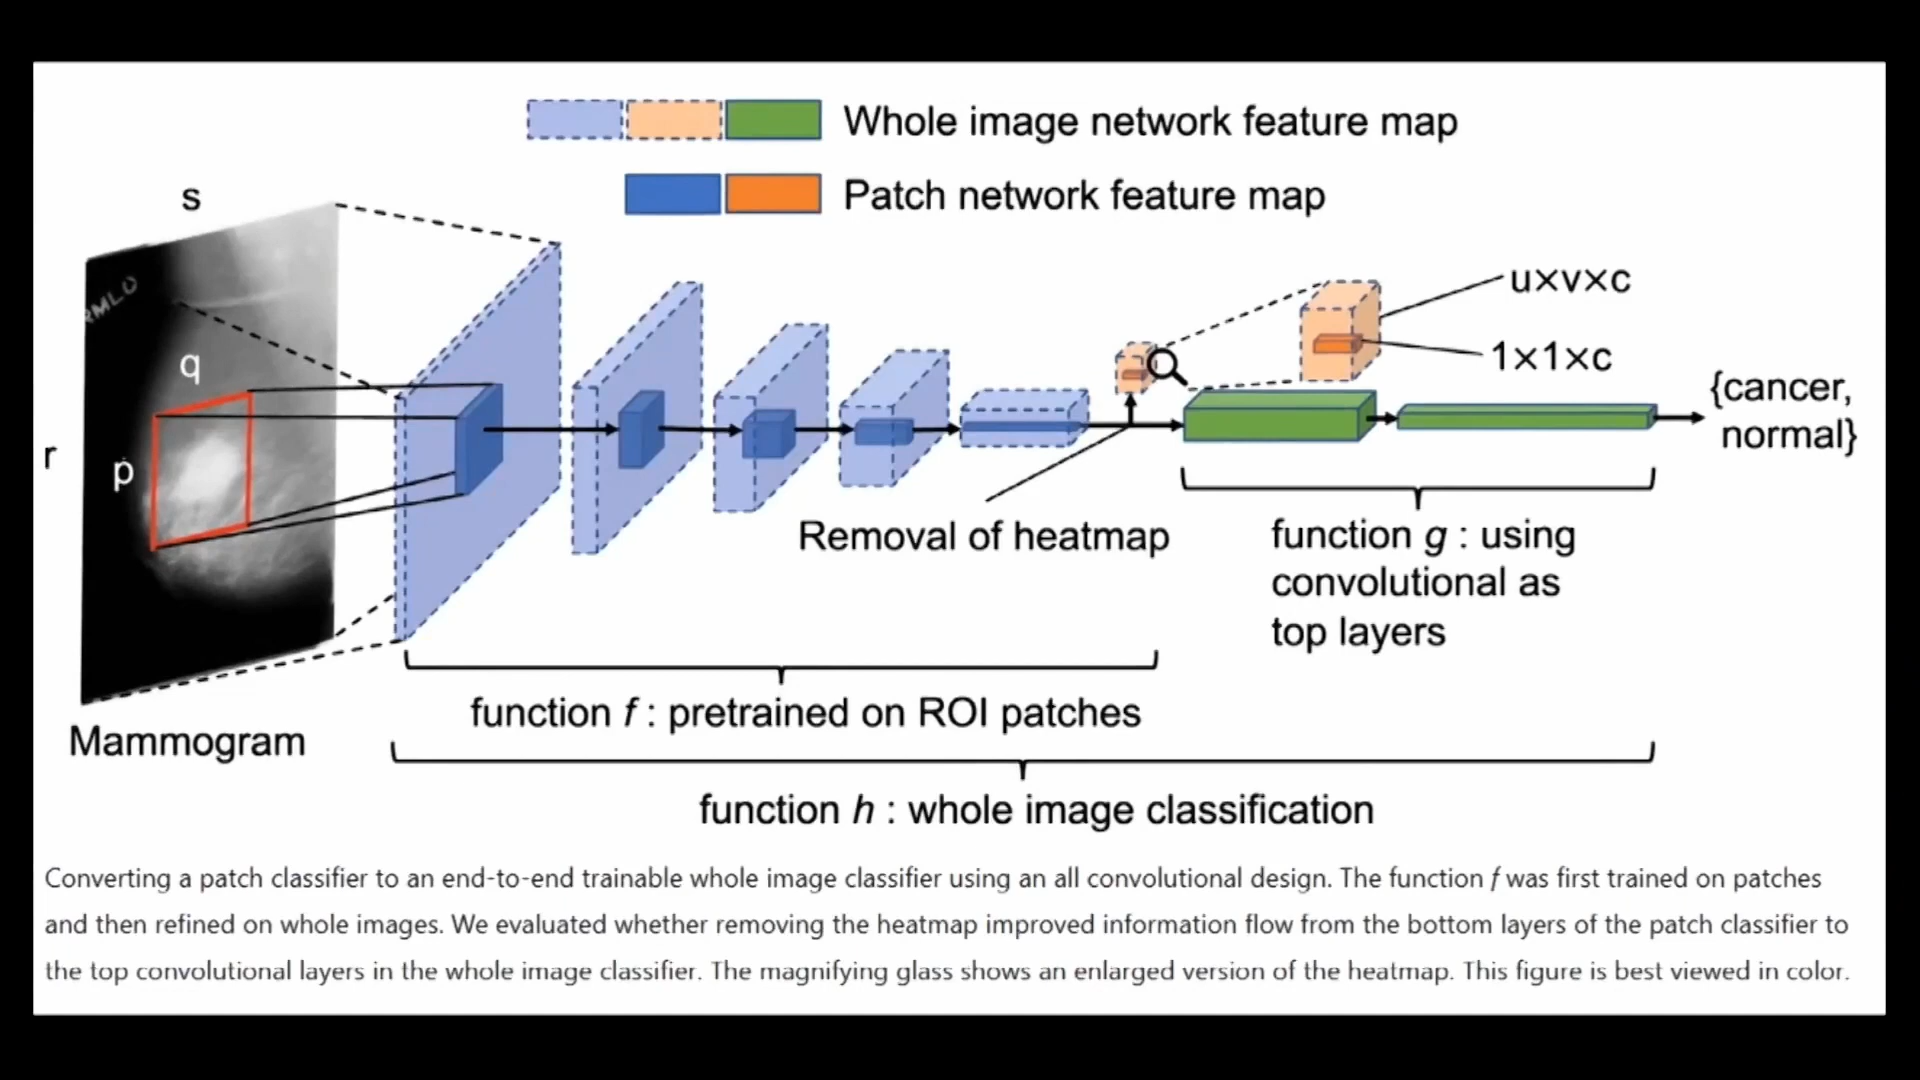 Whole image network feature map
Patch network feature map
s
RMLO
q
r
p
u×v×c
1×1×c
{cancer,
normal}
Removal of heatmap
function g : using
convolutional as
top layers
function f : pretrained on ROI patches
Mammogram
function h : whole image classification
Converting a patch classifier to an end-to-end trainable whole image classifier using an all convolutional design. The function f was first trained on patches
and then refined on whole images. We evaluated whether removing the heatmap improved information flow from the bottom layers of the patch classifier to
the top convolutional layers in the whole image classifier. The magnifying glass shows an enlarged version of the heatmap. This figure is best viewed in color.